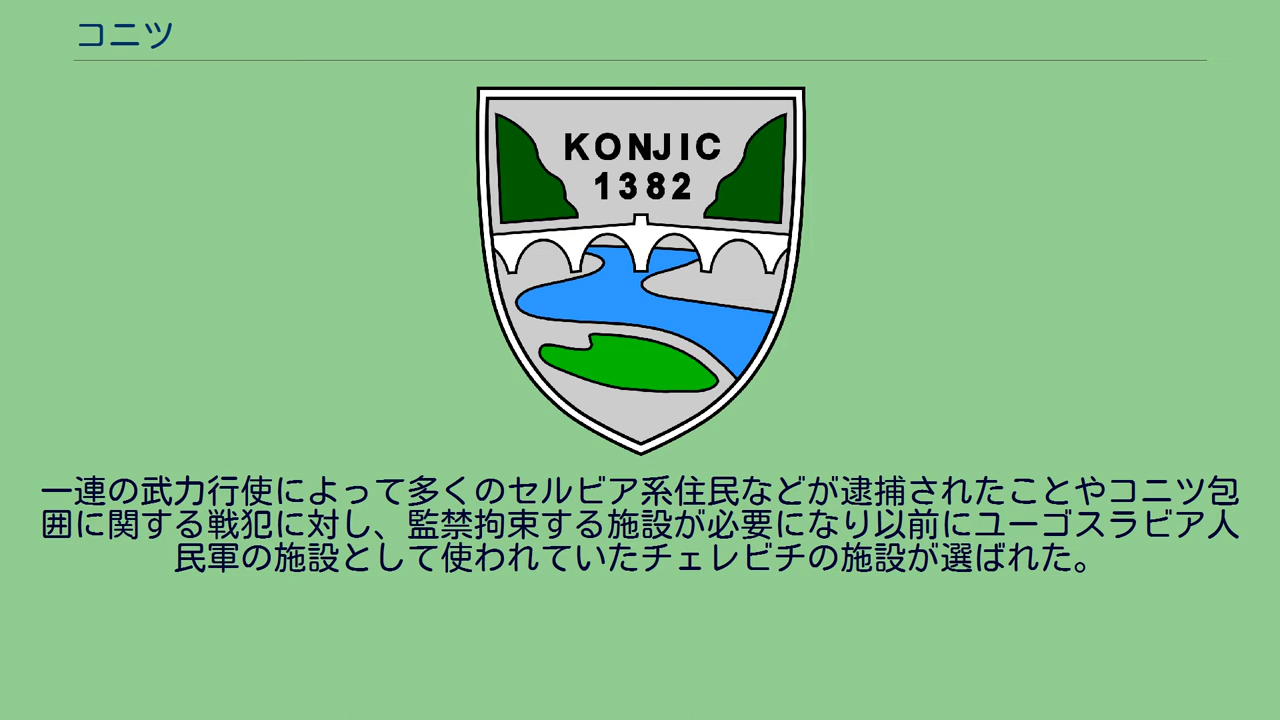 コニツ
KONJIC
1382
一連の武力行使によって多くのセルビア系住民などが逮捕されたことやコニツ包
囲に関する戦犯に対し、監禁拘束する施設が必要になり以前にユーゴスラビア人
民軍の施設として使われていたチェレビチの施設が選ばれた。